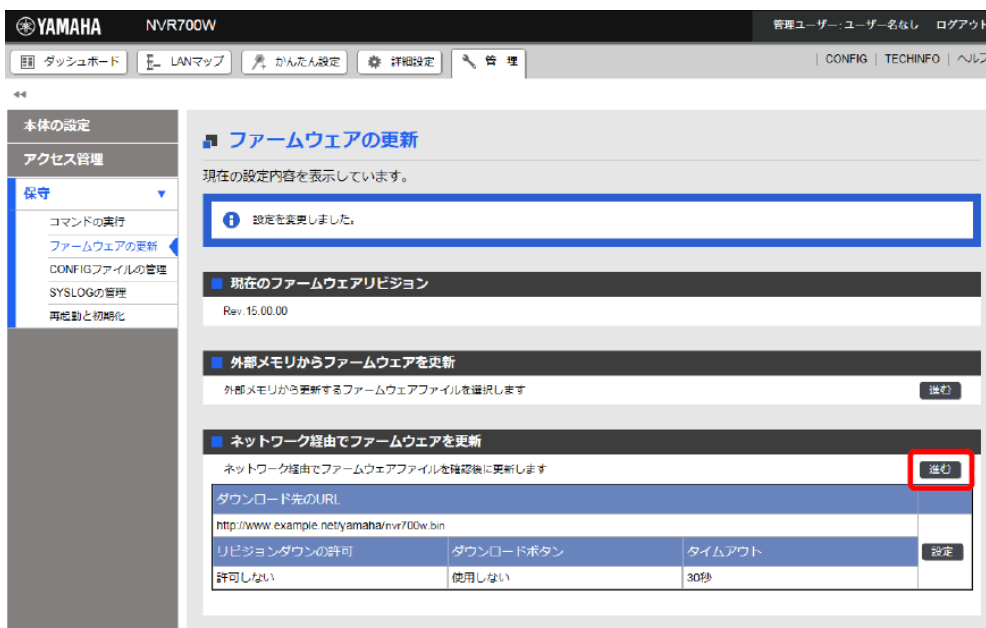 YAMAHA NVR700W 管理ユーザー:ユーザー名なし ログアウト
ダッシュボード LANマップ かんたん設定 詳細設定 管理 CONFIG | TECHINFO | ヘルプ
本体の設定
アクセス管理
保守
コマンドの実行
ファームウェアの更新
CONFIGファイルの管理
SYSLOGの管理
再起動と初期化
ファームウェアの更新
現在の設定内容を表示しています。
設定を変更しました。
現在のファームウェアリビジョン
Rev.15.00.00
外部メモリからファームウェアを更新
外部メモリから更新するファームウェアファイルを選択します 進む
ネットワーク経由でファームウェアを更新
ネットワーク経由でファームウェアファイルを確認後に更新します 進む
ダウンロード先のURL
http://www.example.net/yamaha/nvr700w.bin
リビジョンダウンの許可 ダウンロードボタン タイムアウト 設定
許可しない 使用しない 30秒